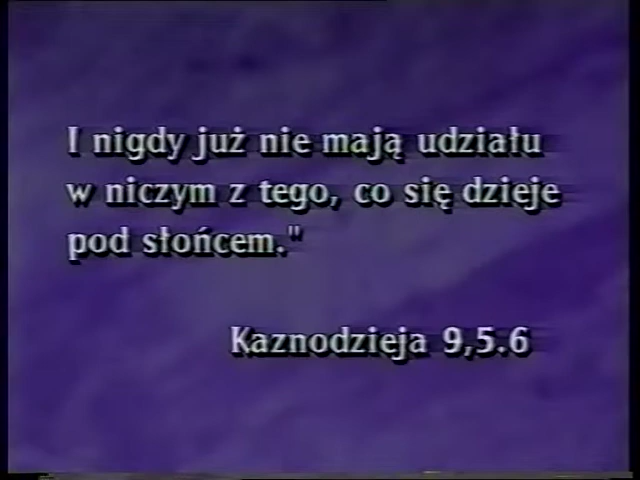 I nigdy już nie mają udziału
w niczym z tego, co się dzieje
pod słońcem."
Kaznodzieja 9,5.6